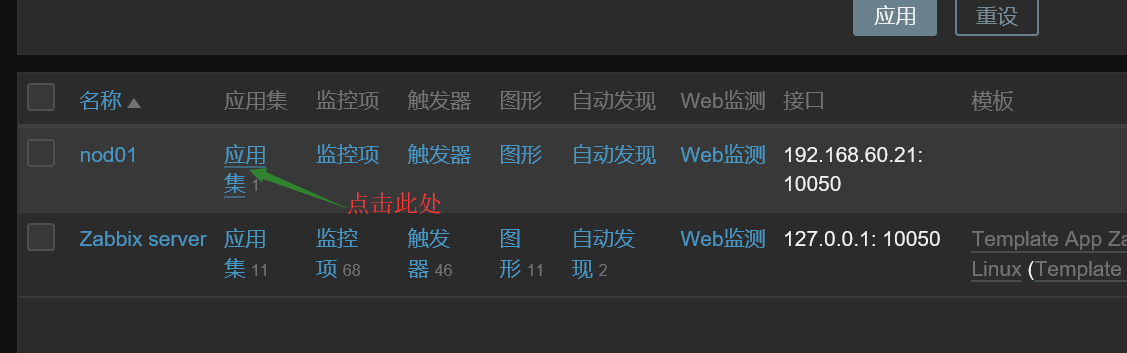 应用 重设
名称 应用集 监控项 触发器 图形 自动发现 Web监测 接口 模板
nod01 应用 监控项 触发器 图形 自动发现 Web监测 192.168.60.21:
集 1 10050
点击此处
Zabbix server 应用 监控 触发 图 自动发 Web监测 127.0.0.1: 10050 Template App Za
集 11 项 68 器 46 形 11 现 2 Linux (Template